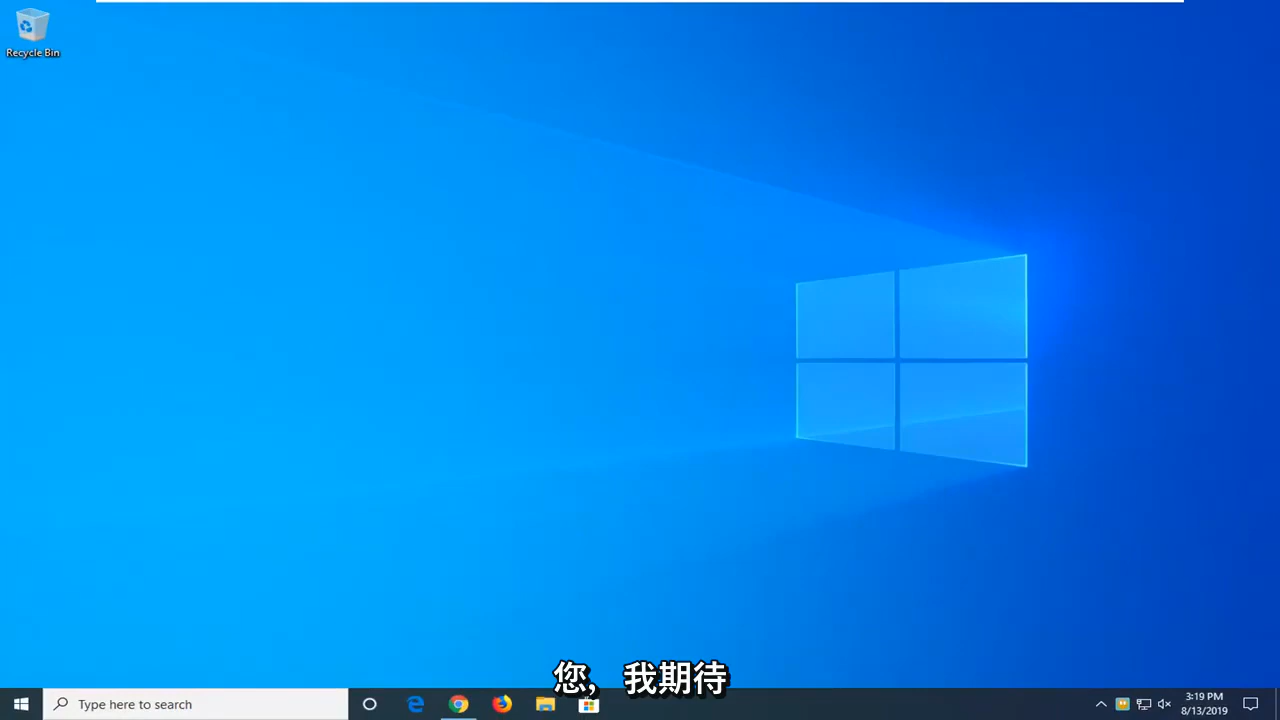 Recycle Bin
您, 我期待
Type here to search
3:19 PM
8/13/2019